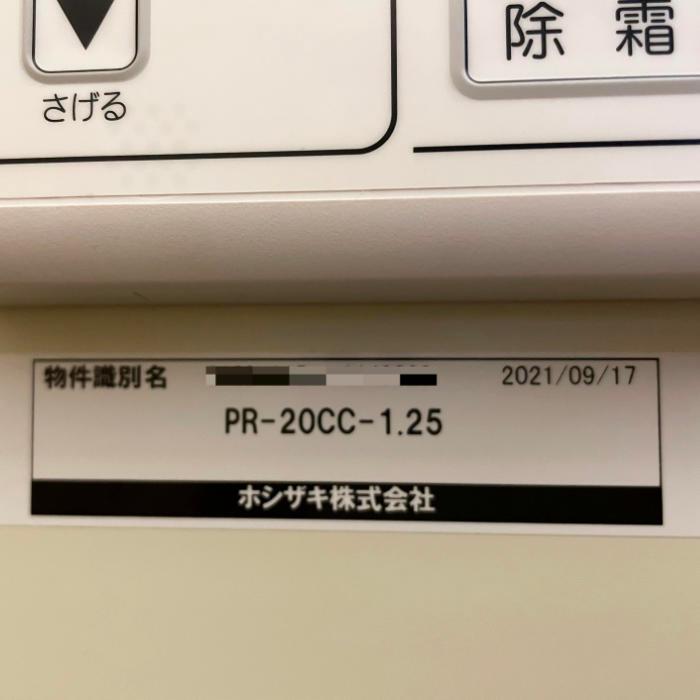 除霜
さげる
物件識別名 2021/09/17
PR-20CC-1.25
ホシザキ株式会社